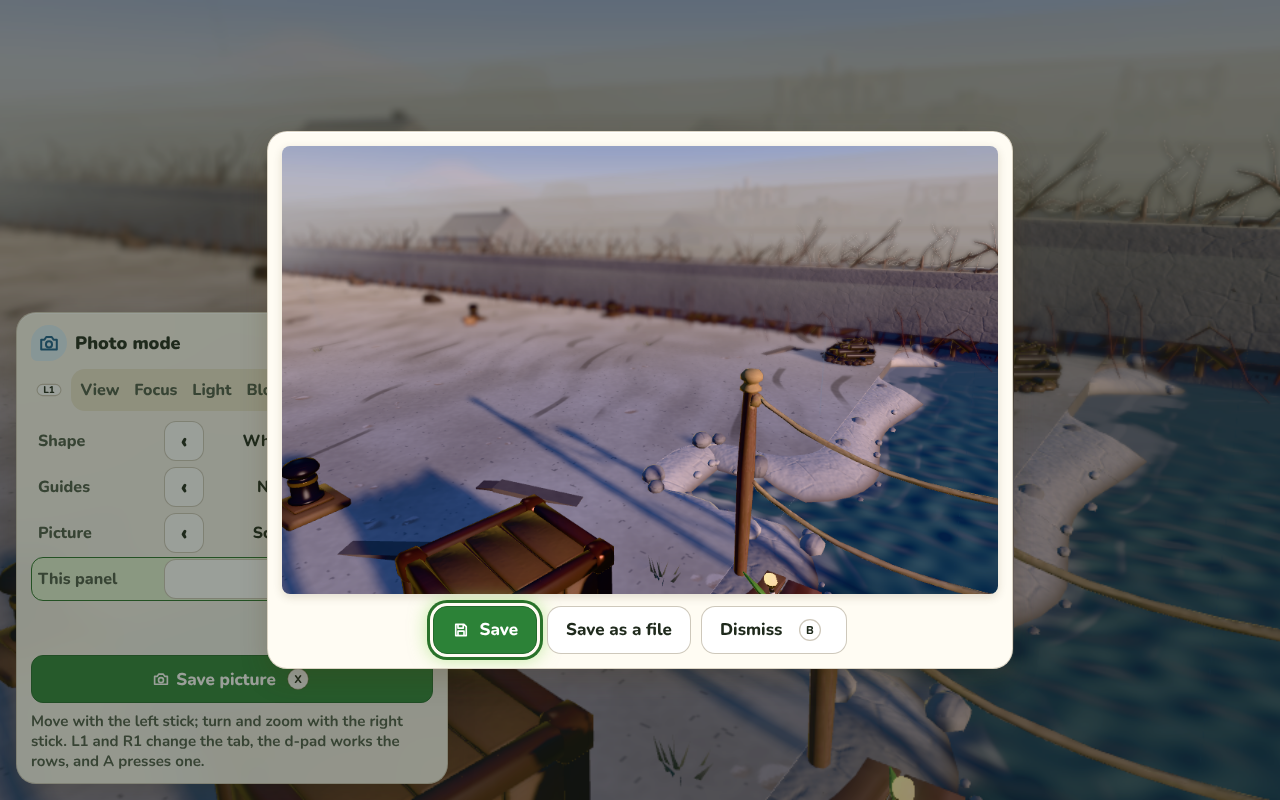 Photo mode
L1 View Focus Light
Shape
Guides
Picture
This panel
Save picture X
Move with the left stick; turn and zoom with the right
stick. L1 and R1 change the tab, the d-pad works the
rows, and A presses one.
Save
Save as a file
Dismiss B